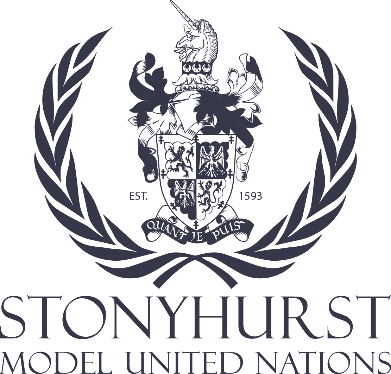 EST. 1593
QUANT JE PUIS
STONYHURST
MODEL UNITED NATIONS